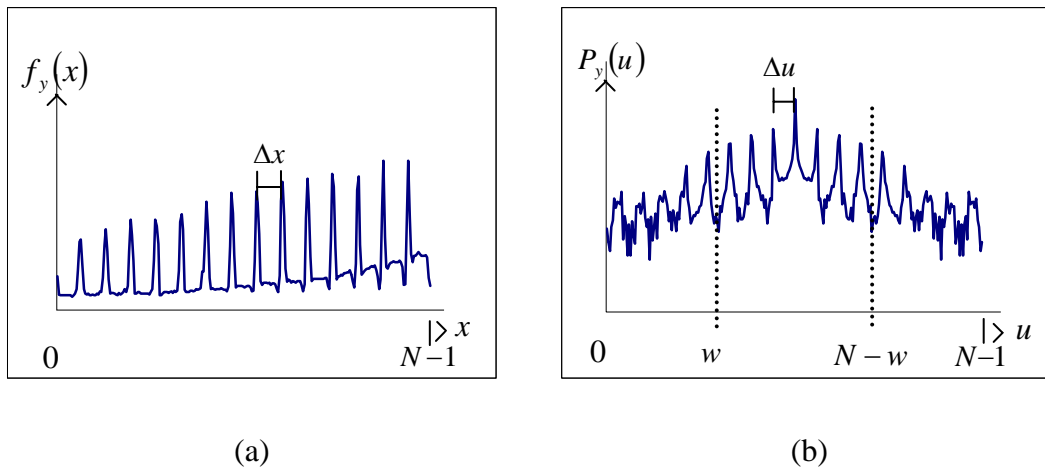 f_y(x)
Δx
0
N−1
x
(a)
P_y(u)
Δu
0
w
N − w
N−1
u
(b)